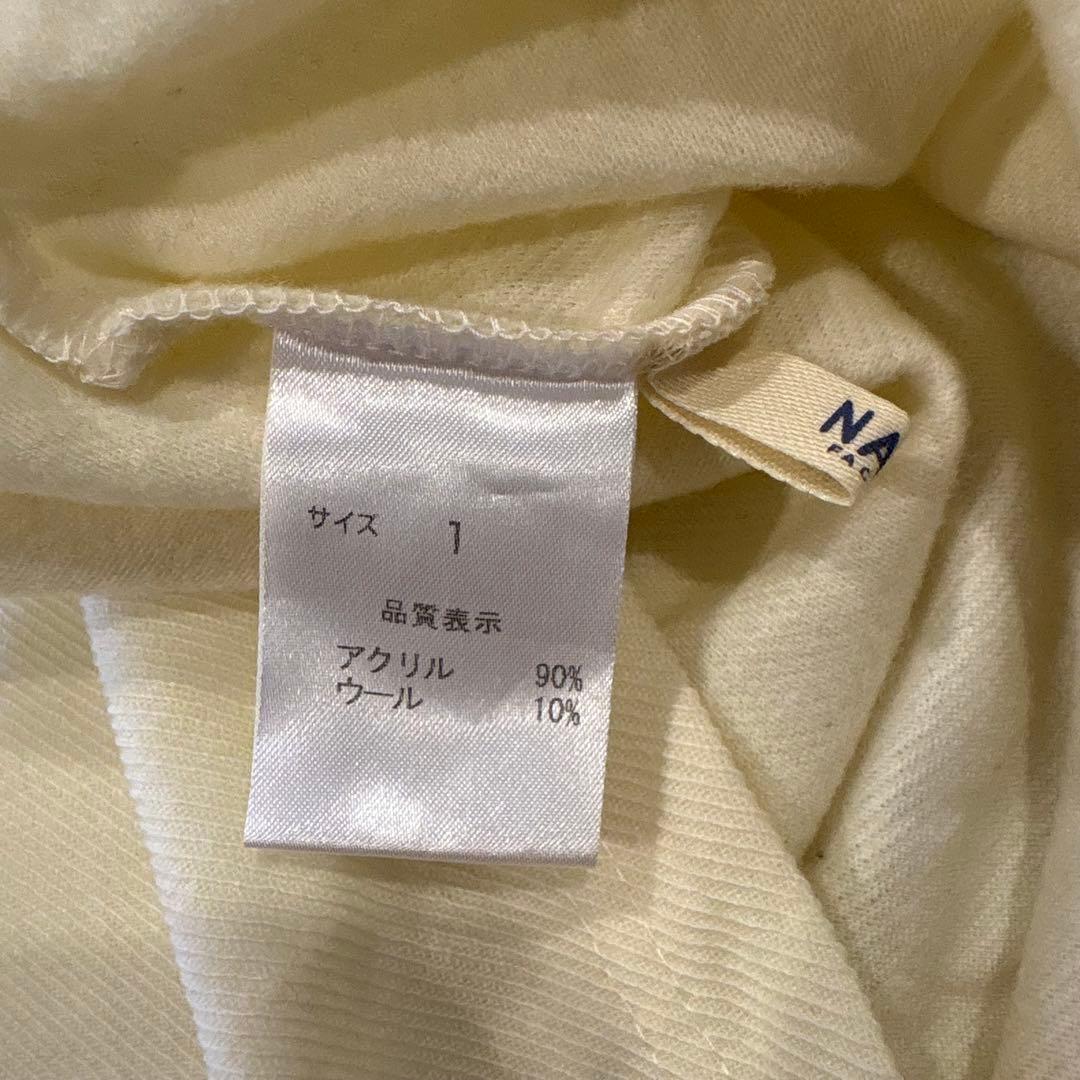 サイズ 1
品質表示
アクリル 90%
ウール 10%
NA